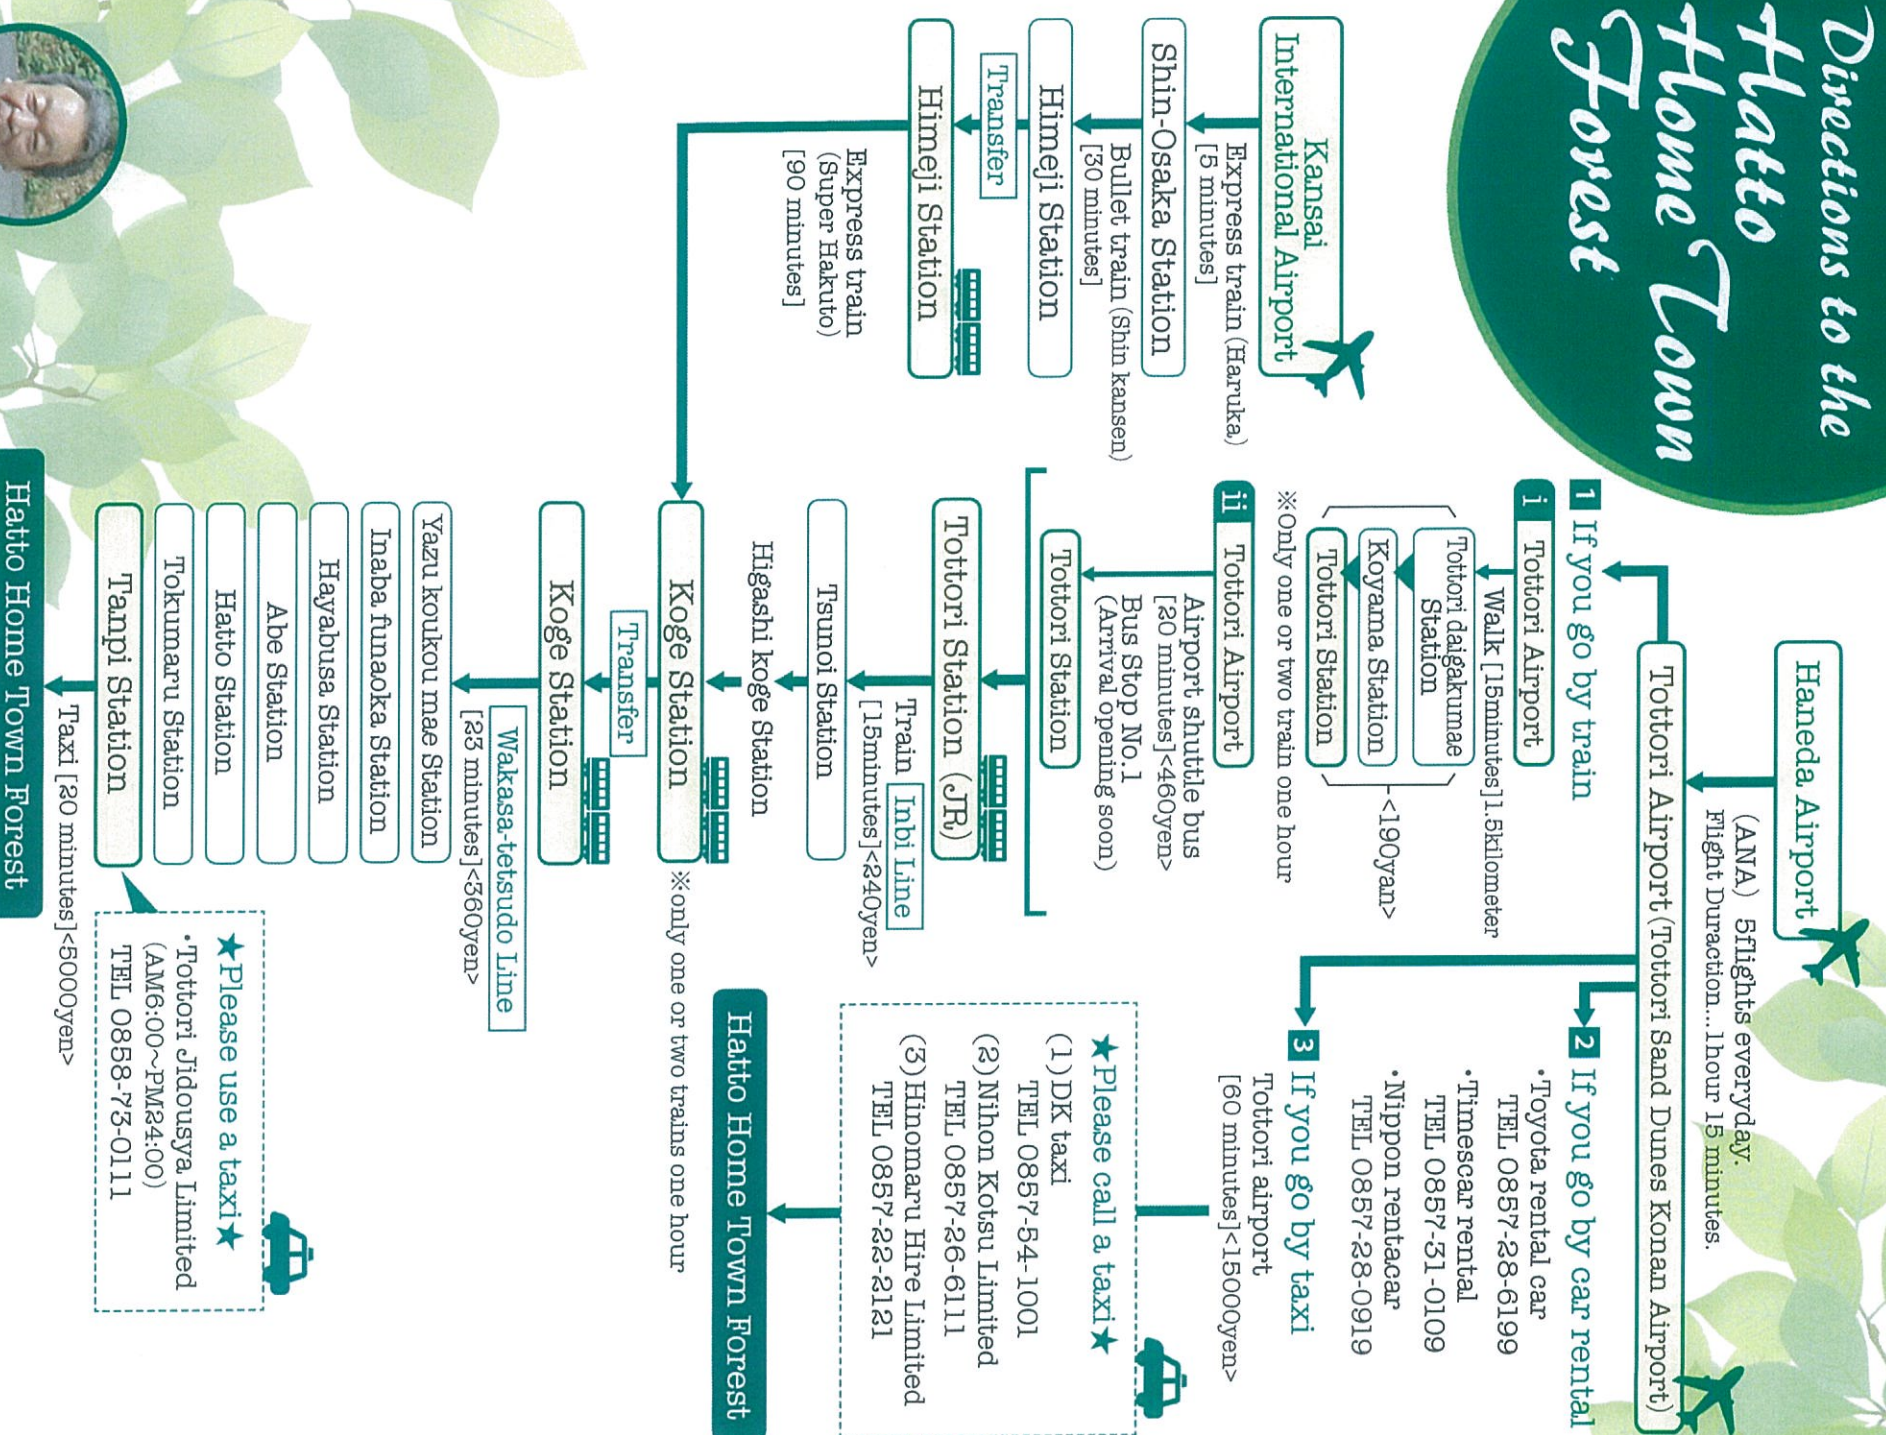 Directions to the
Hatto
Home Town
Forest
Haneda Airport
(ANA) 5flights everyday.
Flight Duraction...1hour 15 minutes.
Tottori Airport(Tottori Sand Dunes Konan Airport)
Kansai
International Airport
Express train (Haruka)
[5 minutes]
Shin-Osaka Station
Bullet train (Shin kansen)
[30 minutes]
Himeji Station
Transfer
Himeji Station
Express train
(Super Hakuto)
[90 minutes]
1 If you go by train
i Tottori Airport
Walk [15minutes]1.5kilometer
Tottori daigakumae
Station
Koyama Station
Tottori Station
<190yan>
※Only one or two train one hour
ii Tottori Airport
Airport shuttle bus
[20 minutes]<460yen>
Bus Stop No.1
(Arrival opening soon)
Tottori Station
Tottori Station (JR)
Train Inbi Line
[15minutes]<240yen>
Tsunoi Station
Higashi koge Station
Koge Station
※only one or two trains one hour
Transfer
Koge Station
Wakasa-tetsudo Line
[23 minutes]<360yen>
Yazu koukou mae Station
Inaba funaoka Station
Hayabusa Station
Abe Station
Hatto Station
Tokumaru Station
Tanpi Station
Taxi [20 minutes]<5000yen>
Hatto Home Town Forest
★Please use a taxi★
・Tottori Jidousya Limited
(AM6:00~PM24:00)
TEL 0858-73-0111
2 If you go by car rental
・Toyota rental car
TEL 0857-28-6199
・Timescar rental
TEL 0857-31-0109
・Nippon rentacar
TEL 0857-28-0919
3 If you go by taxi
Tottori airport
[60 minutes]<15000yen>
★Please call a taxi★
(1)DK taxi
TEL 0857-54-1001
(2)Nihon Kotsu Limited
TEL 0857-26-6111
(3)Hinomaru Hire Limited
TEL 0857-22-2121
Hatto Home Town Forest